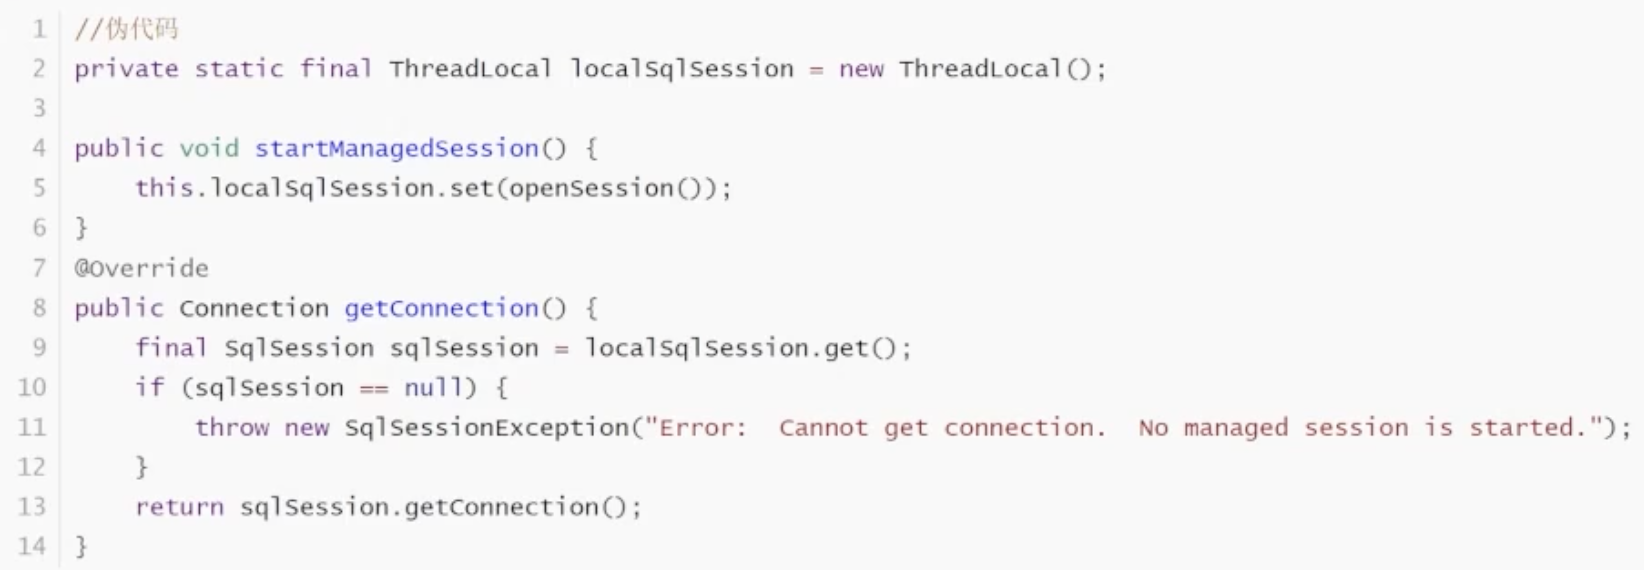 1 //伪代码
2 private static final ThreadLocal localSqlSession = new ThreadLocal();
3
4 public void startManagedSession() {
5     this.localSqlSession.set(openSession());
6 }
7 @Override
8 public Connection getConnection() {
9     final SqlSession sqlSession = localSqlSession.get();
10     if (sqlSession == null) {
11         throw new SqlSessionException("Error:  Cannot get connection.  No managed session is started.");
12     }
13     return sqlSession.getConnection();
14 }